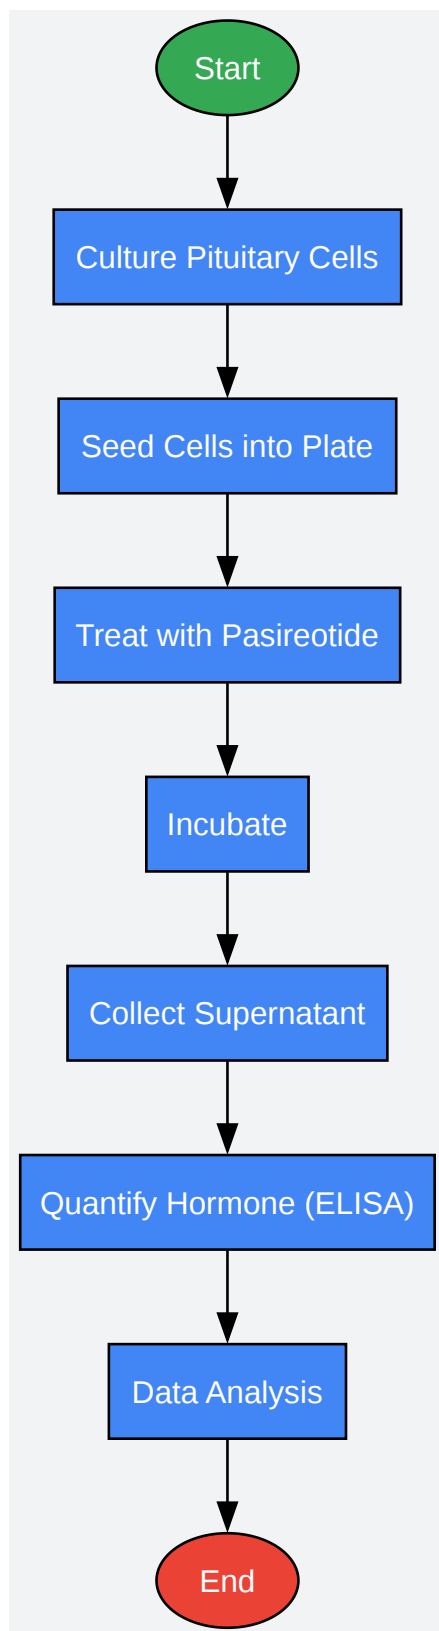 Start
Culture Pituitary Cells
Seed Cells into Plate
Treat with Pasireotide
Incubate
Collect Supernatant
Quantify Hormone (ELISA)
Data Analysis
End